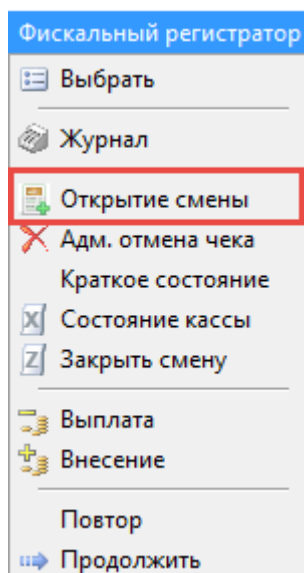 Фискальный регистратор
Выбрать
Журнал
Открытие смены
Адм. отмена чека
Краткое состояние
X Состояние кассы
Z Закрыть смену
Выплата
Внесение
Повтор
Продолжить